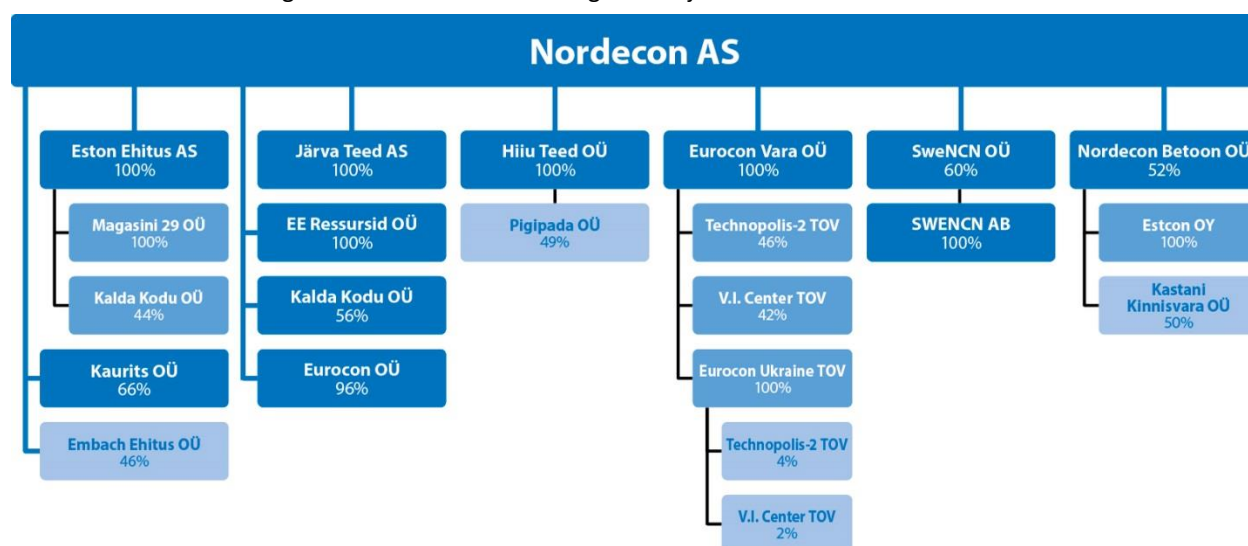 Nordecon AS
Eston Ehitus AS
100%
Magasini 29 OÜ
100%
Kalda Kodu OÜ
44%
Kaurits OÜ
66%
Embach Ehitus OÜ
46%
Järva Teed AS
100%
EE Ressursid OÜ
100%
Kalda Kodu OÜ
56%
Eurocon OÜ
96%
Hiiu Teed OÜ
100%
Pigipada OÜ
49%
Eurocon Vara OÜ
100%
Technopolis-2 TOV
46%
V.I. Center TOV
42%
Eurocon Ukraine TOV
100%
Technopolis-2 TOV
4%
V.I. Center TOV
2%
SweNCN OÜ
60%
SWENCN AB
100%
Nordecon Betoon OÜ
52%
Estcon OY
100%
Kastani
Kinnisvara OÜ
50%